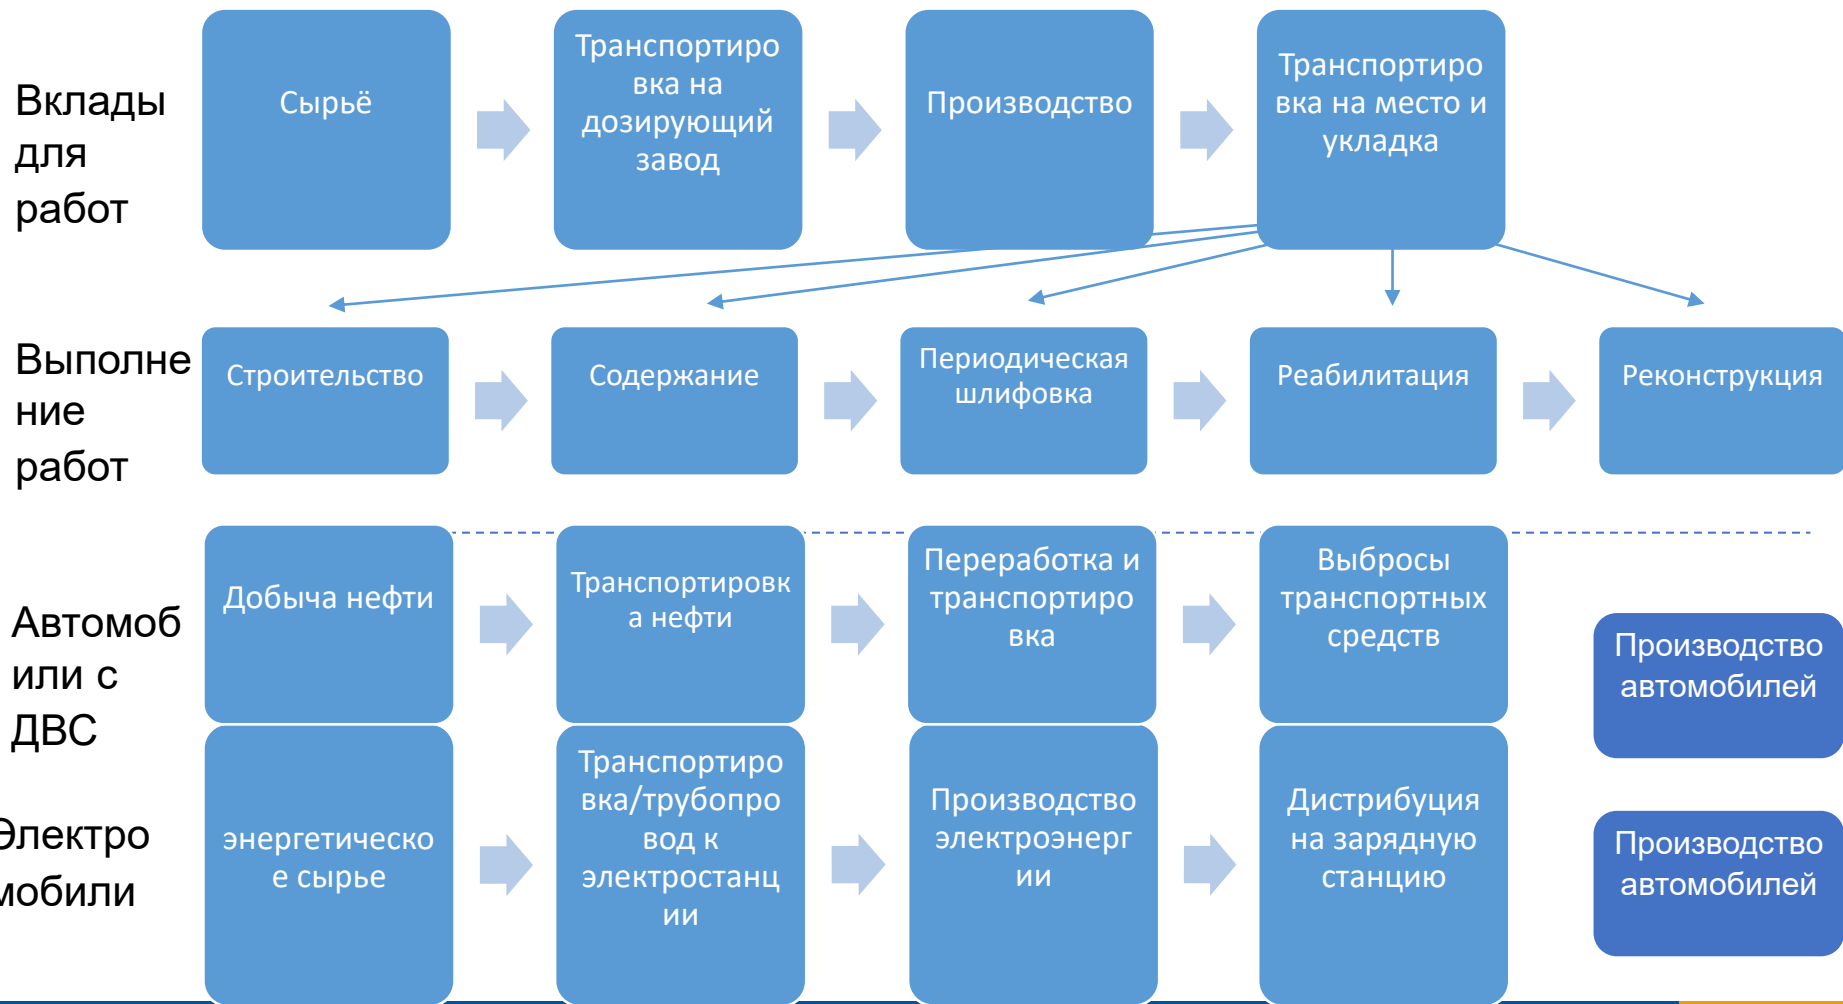 Вклады
для
работ
Сырьё
Транспортиро
вка на
дозирующий
завод
Производство
Транспортиро
вка на место и
укладка
Выполне
ние
работ
Строительство
Содержание
Периодическая
шлифовка
Реабилитация
Реконструкция
Автомоб
или с
ДВС
Добыча нефти
Транспортировк
а нефти
Переработка и
транспортиро
вка
Выбросы
транспортных
средств
Производство
автомобилей
Электро
мобили
энергетическо
е сырье
Транспортиро
вка/трубопро
вод к
электростанц
ии
Производство
электроэнерг
ии
Дистрибуция
на зарядную
станцию
Производство
автомобилей